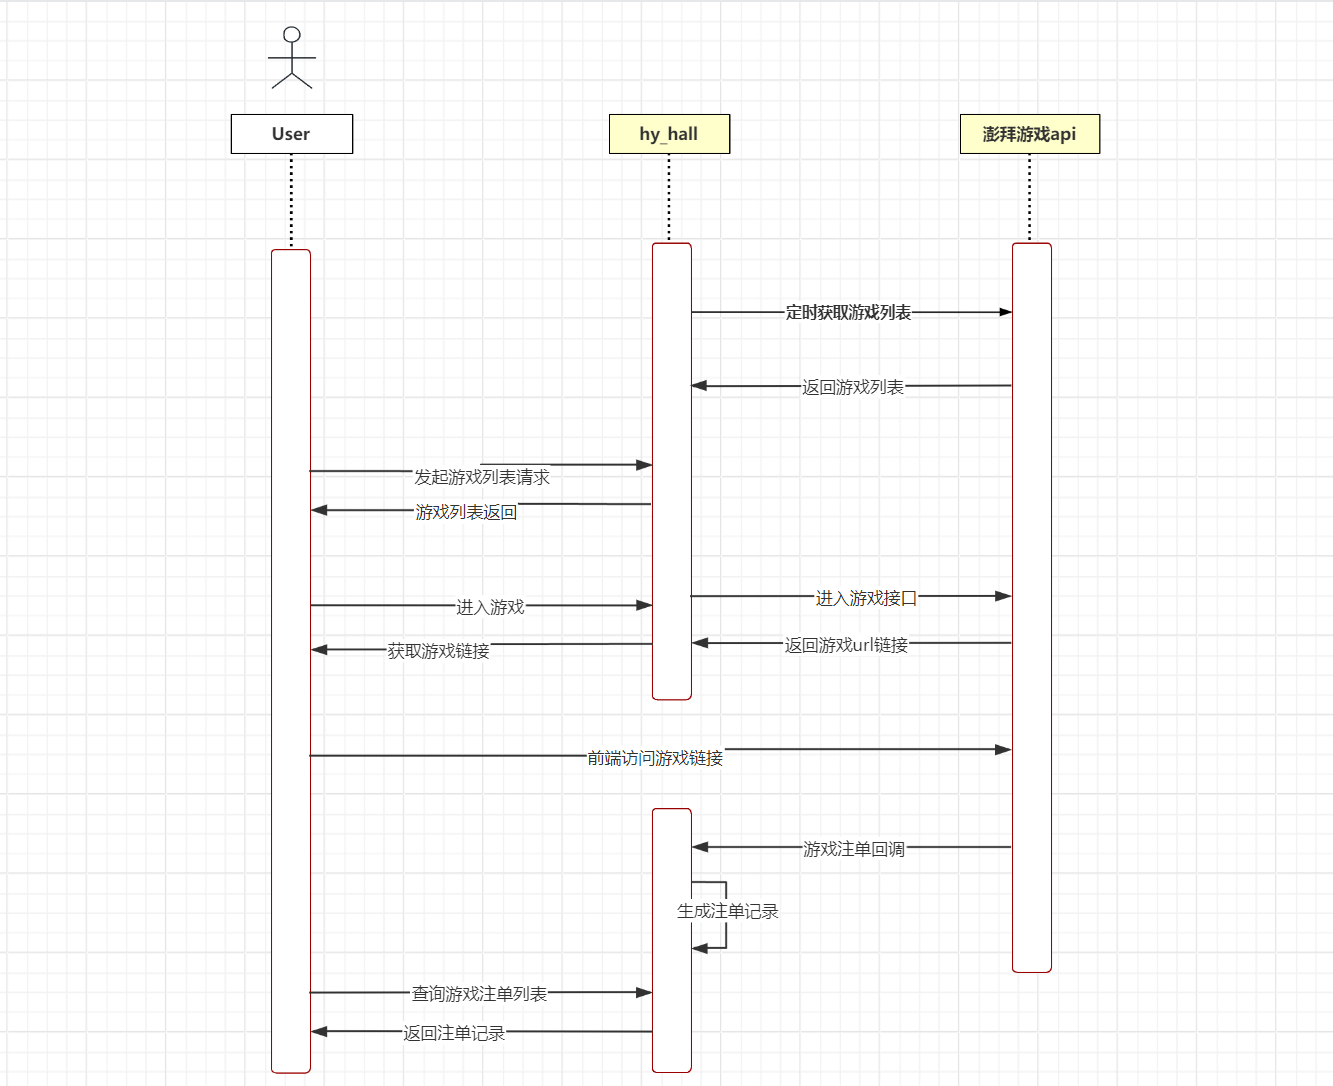 User
hy_hall
澎拜游戏api
定时获取游戏列表
返回游戏列表
发起游戏列表请求
游戏列表返回
进入游戏
进入游戏接口
获取游戏链接
返回游戏url链接
前端访问游戏链接
游戏注单回调
生成注单记录
查询游戏注单列表
返回注单记录